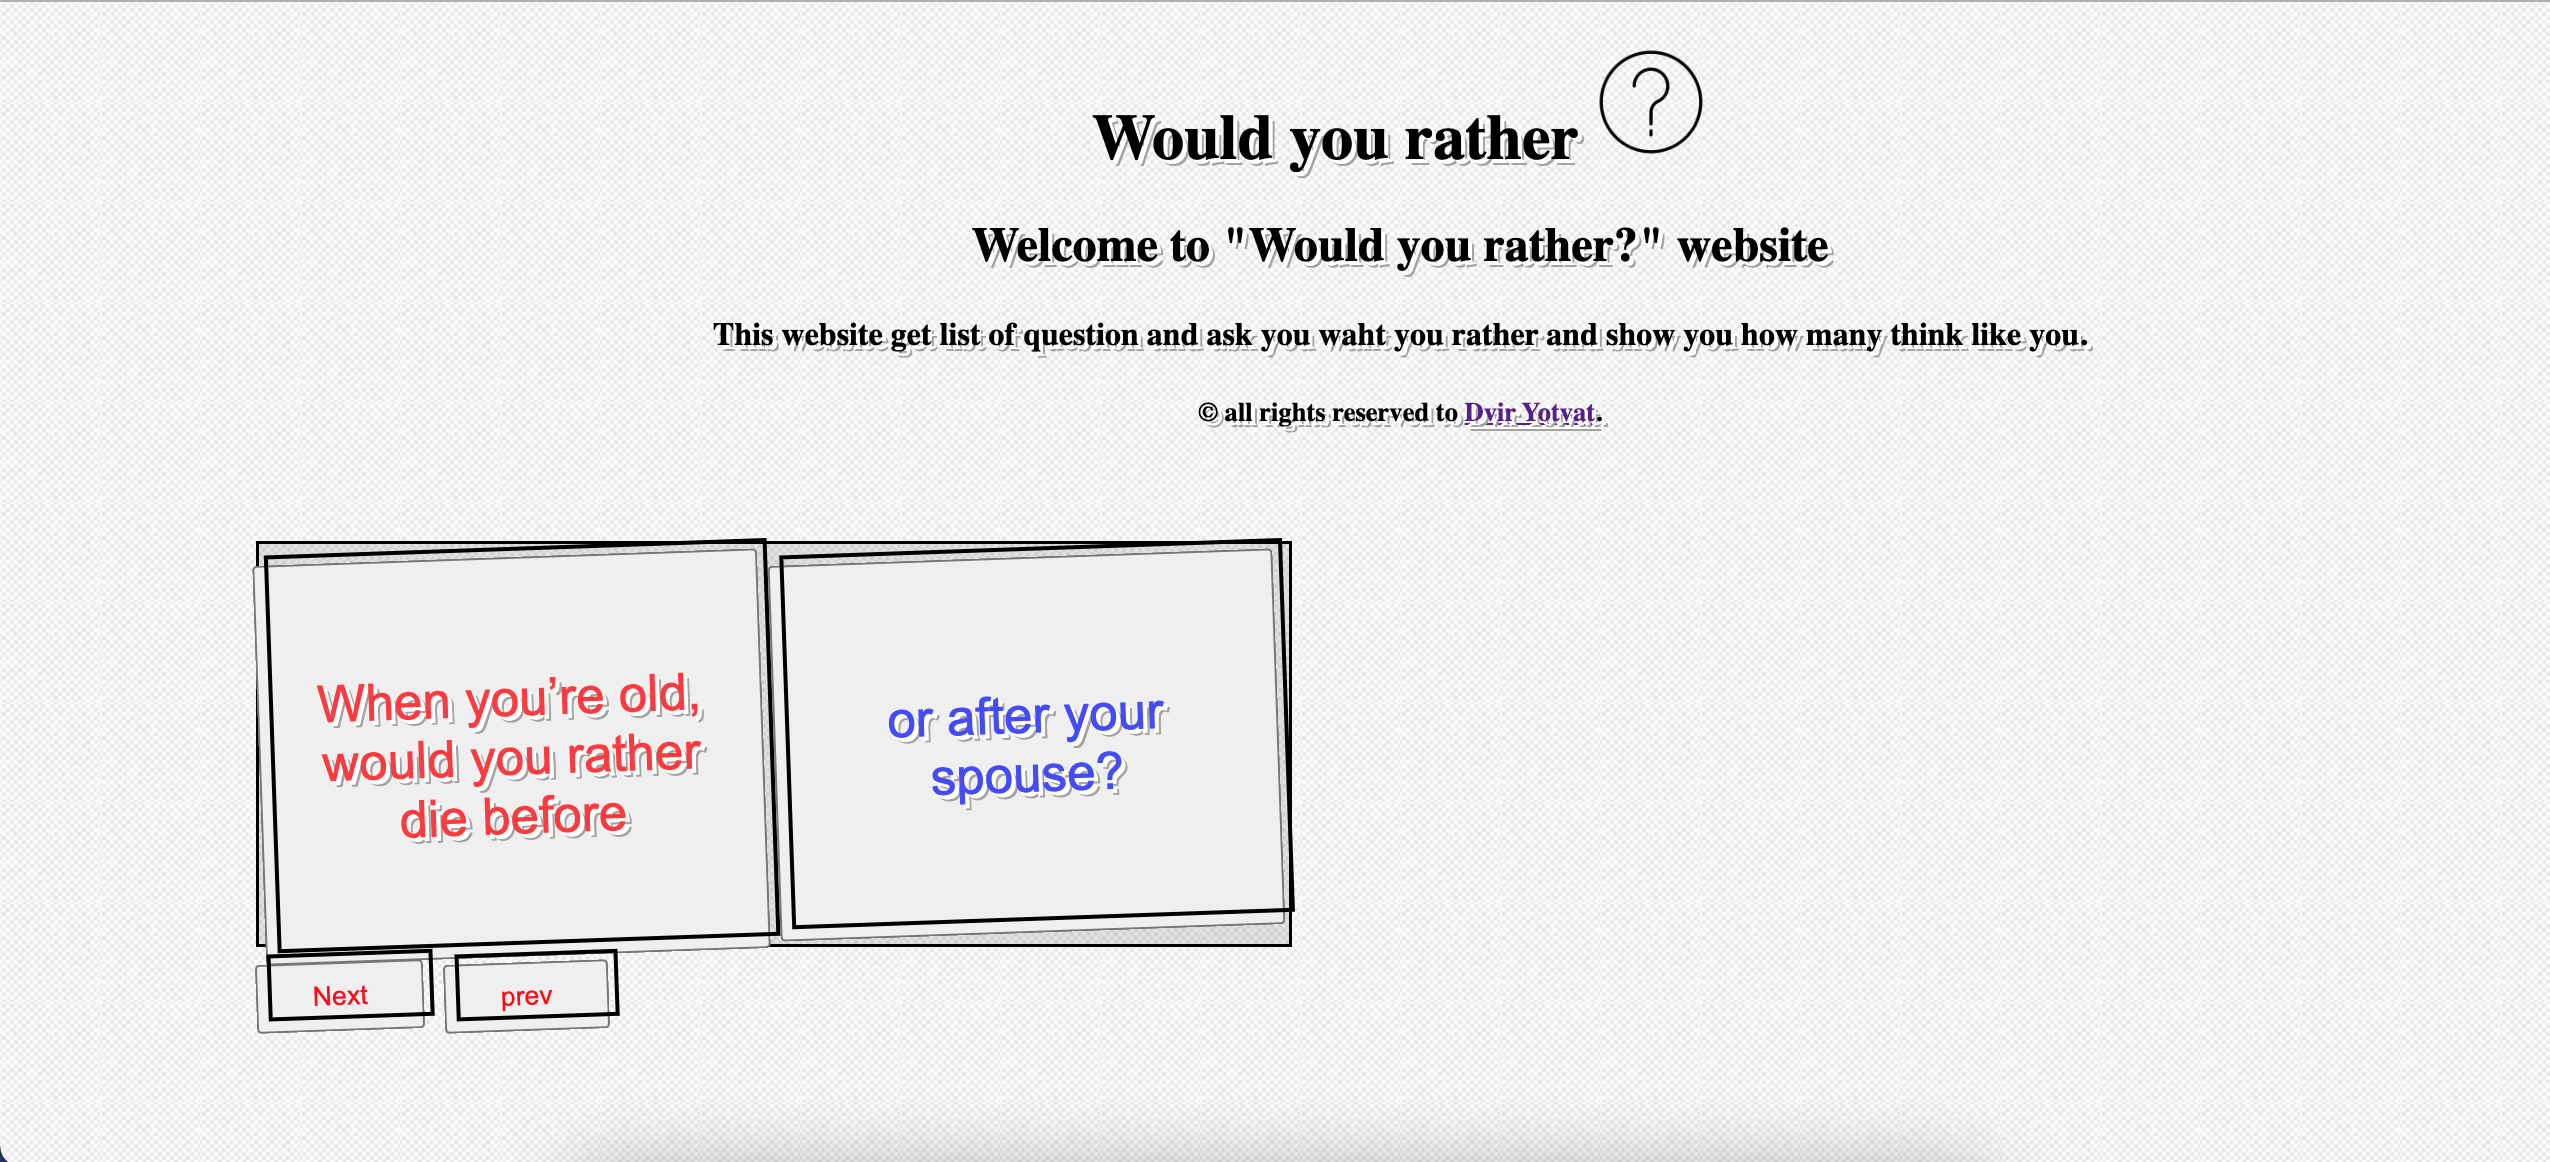 Would you rather ?
Welcome to "Would you rather?" website
This website get list of question and ask you waht you rather and show you how many think like you.
© all rights reserved to Dvir Yotvat.
When you’re old,
would you rather
die before
or after your
spouse?
Next
prev